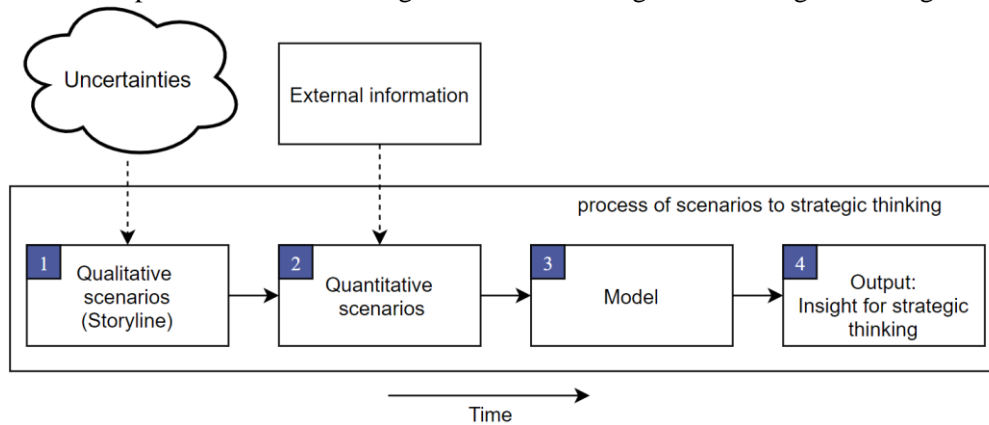 Uncertainties
External information
process of scenarios to strategic thinking
1
Qualitative
scenarios
(Storyline)
2
Quantitative
scenarios
3
Model
4
Output:
Insight for strategic
thinking
Time